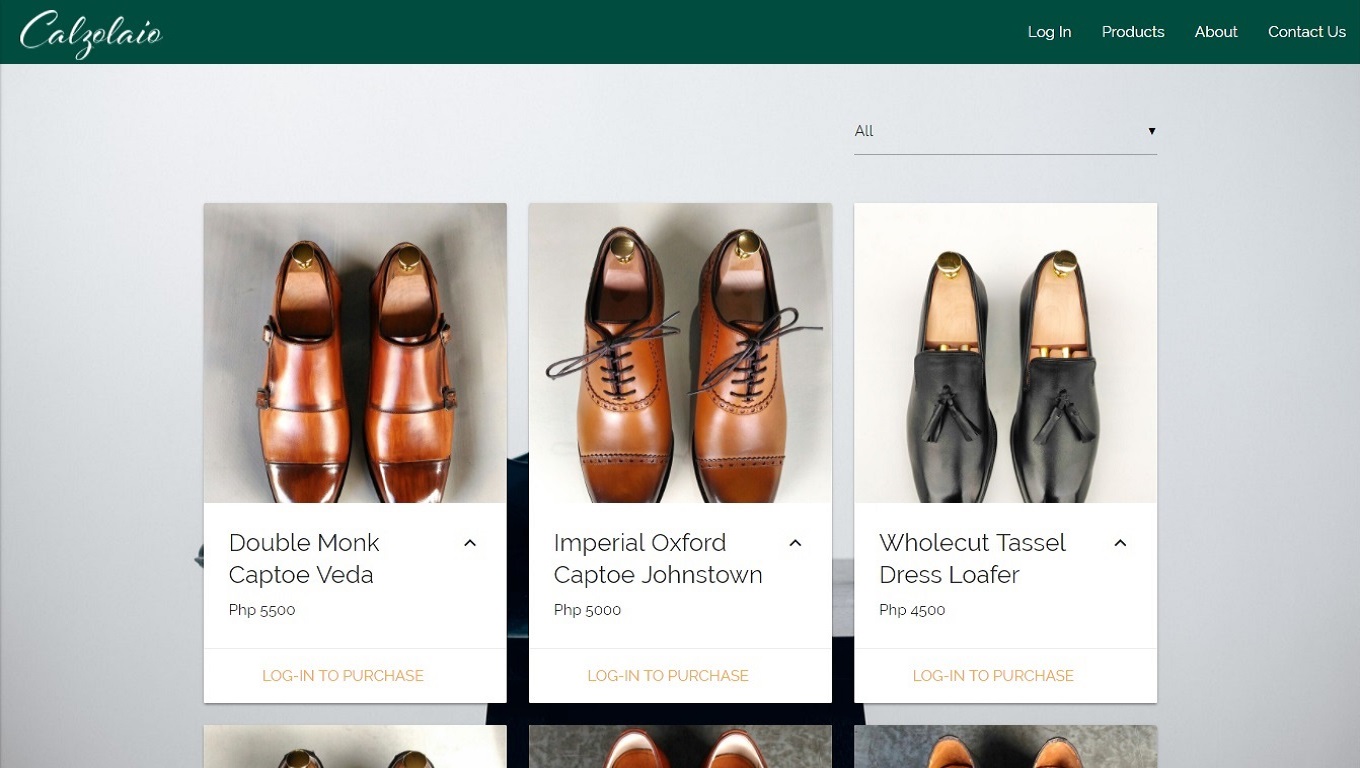 Calzolaio
Log In
Products
About
Contact Us
All
Double Monk
Captoe Veda
Php 5500
LOG-IN TO PURCHASE
Imperial Oxford
Captoe Johnstown
Php 5000
LOG-IN TO PURCHASE
Wholecut Tassel
Dress Loafer
Php 4500
LOG-IN TO PURCHASE